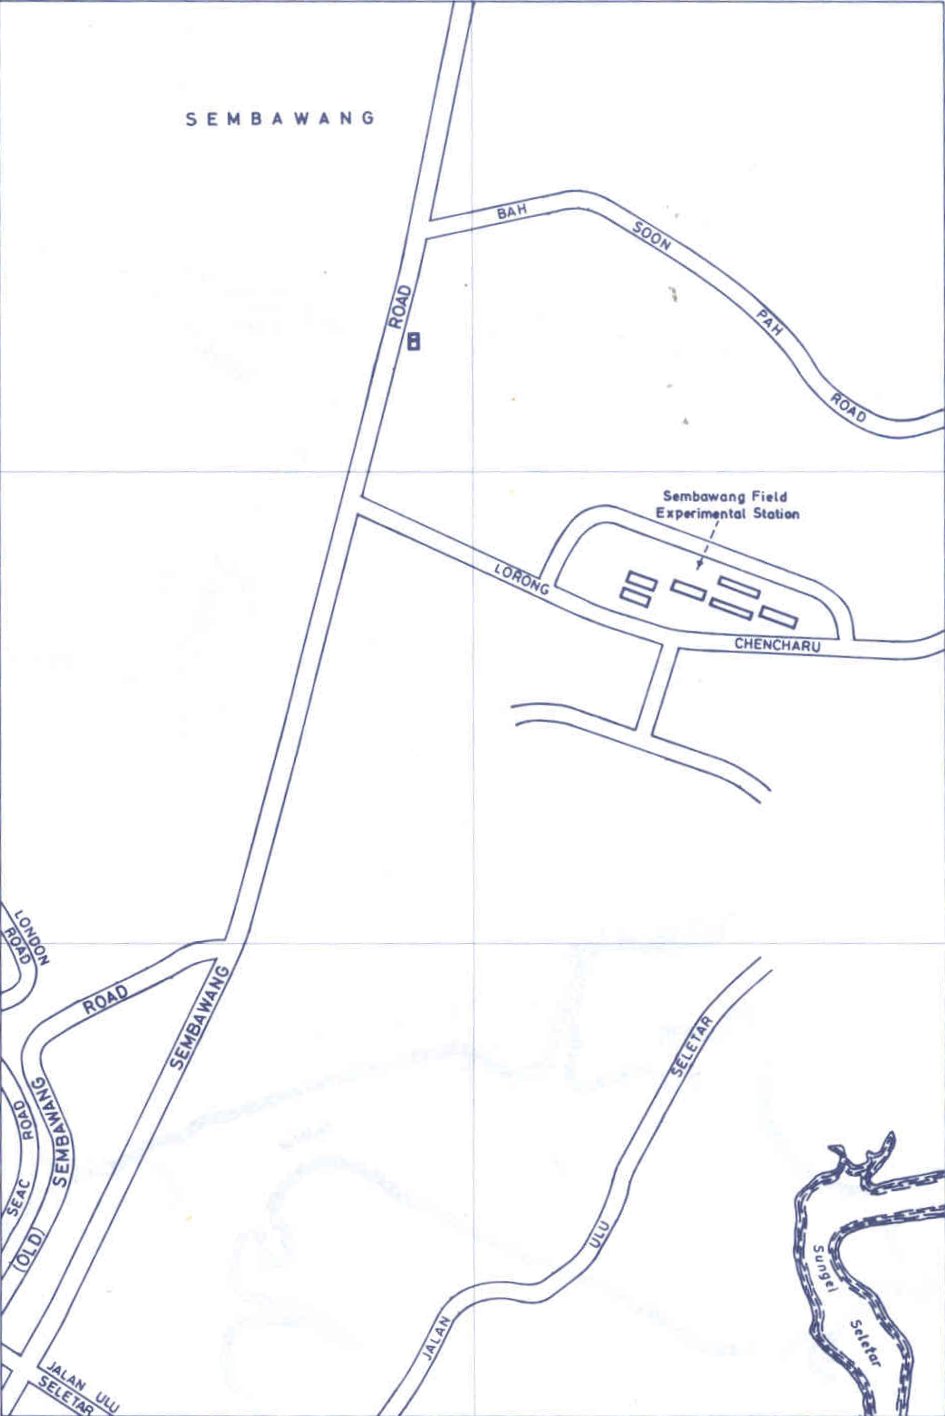 SEMBAWANG
BAH SOON PAH ROAD
ROAD
Sembawang Field
Experimental Station
LORONG CHENCHARU
LONDON
ROAD
ROAD
SEMBAWANG
SEMBAWANG
(OLD)
SEAC ROAD
SELETAR
ULU
JALAN
Sungei
Seletar
JALAN ULU
SELETAR